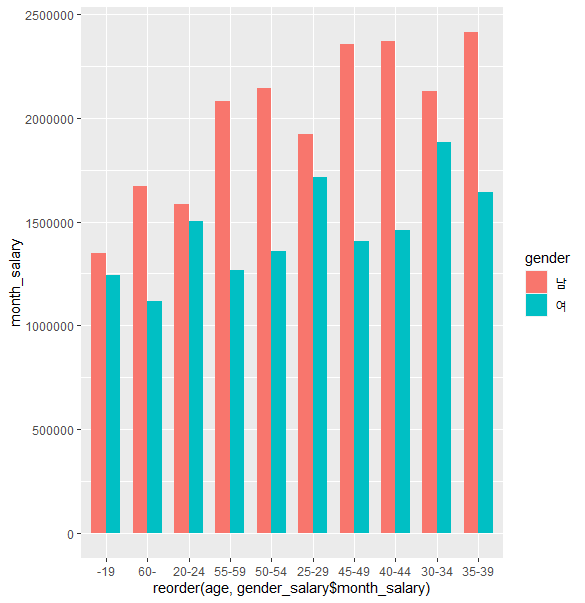 2500000
2000000
1500000
1000000
500000
0
month_salary
-19 60- 20-24 55-59 50-54 25-29 45-49 40-44 30-34 35-39
reorder(age, gender_salary$month_salary)
gender
남
여